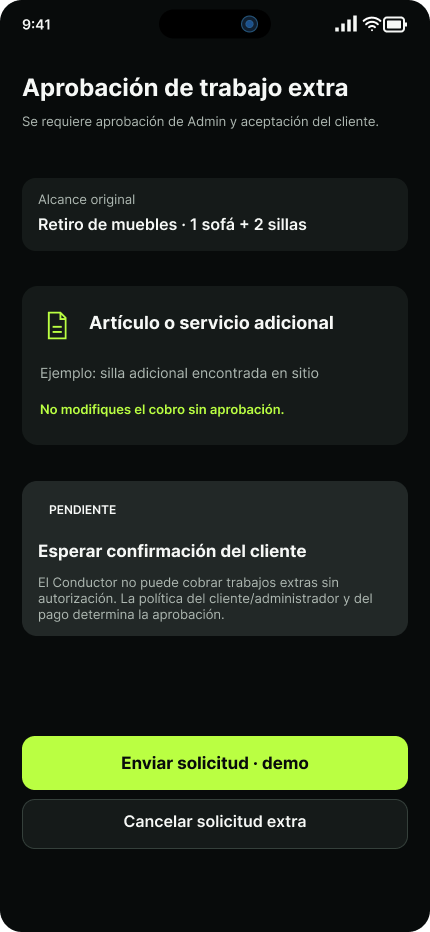 9:41
Aprobación de trabajo extra
Se requiere aprobación de Admin y aceptación del cliente.
Alcance original
Retiro de muebles · 1 sofá + 2 sillas
Artículo o servicio adicional
Ejemplo: silla adicional encontrada en sitio
No modifiques el cobro sin aprobación.
PENDIENTE
Esperar confirmación del cliente
El Conductor no puede cobrar trabajos extras sin
autorización. La política del cliente/administrador y del
pago determina la aprobación.
Enviar solicitud · demo
Cancelar solicitud extra